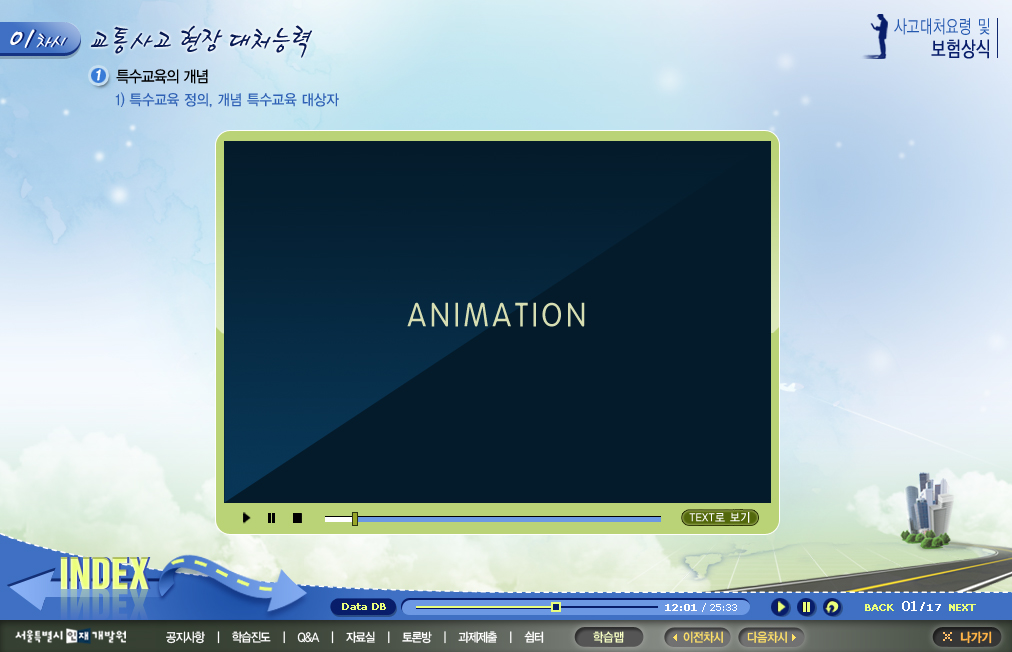 01차시 교통사고 현장 대처능력
사고대처요령 및
보험상식
1 특수교육의 개념
1) 특수교육 정의, 개념 특수교육 대상자
ANIMATION
TEXT로 보기
INDEX
Data DB 12:01 / 25:33 BACK 01/17 NEXT
서울특별시 인재개발원 공지사항 | 학습진도 | Q&A | 자료실 | 토론방 | 과제제출 | 쉼터 학습맵 이전차시 다음차시 나가기